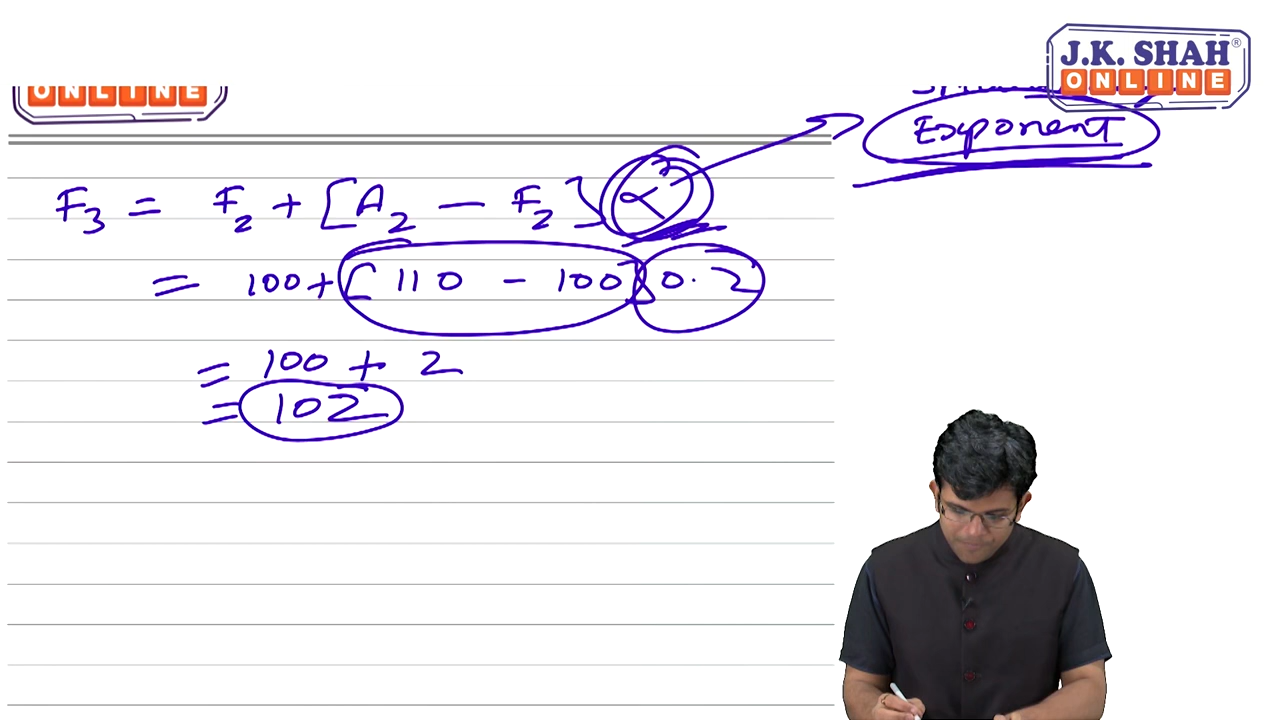 J.K. SHAH®
ONLINE
ONLINE
Exponent
F3 = F2 + [A2 - F2] α
= 100 + [110 - 100] 0.2
= 100 + 2
= 102